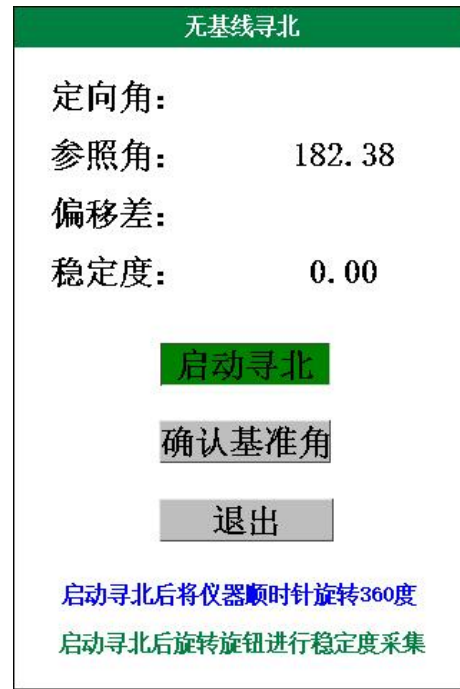 无基线寻北
定向角：
参照角： 182.38
偏移差：
稳定度： 0.00
启动寻北
确认基准角
退出
启动寻北后将仪器顺时针旋转360度
启动寻北后旋转旋钮进行稳定度采集